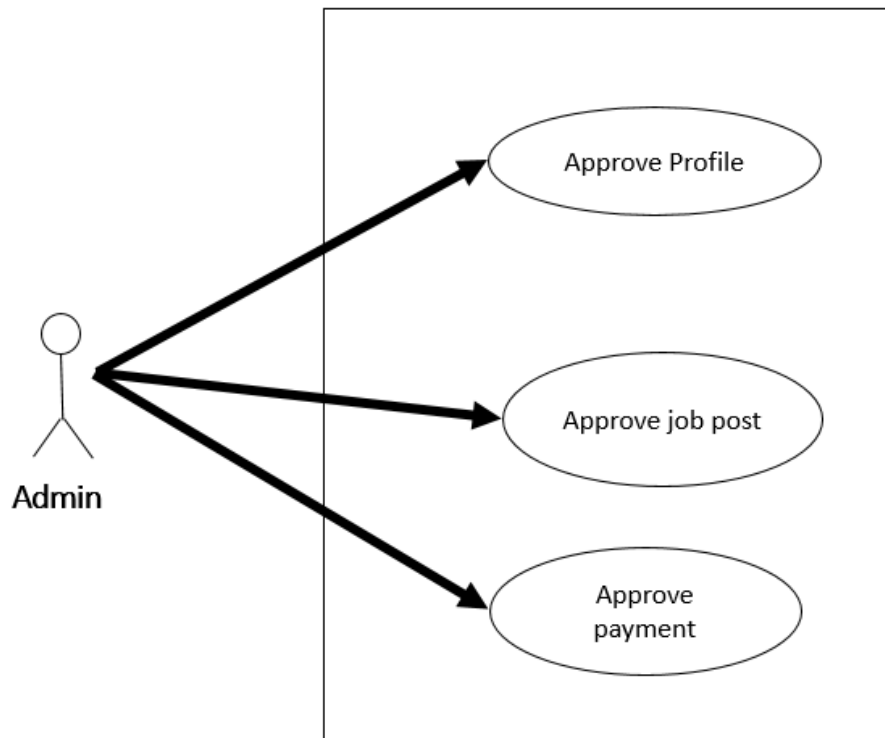 Approve Profile
Approve job post
Admin
Approve
payment